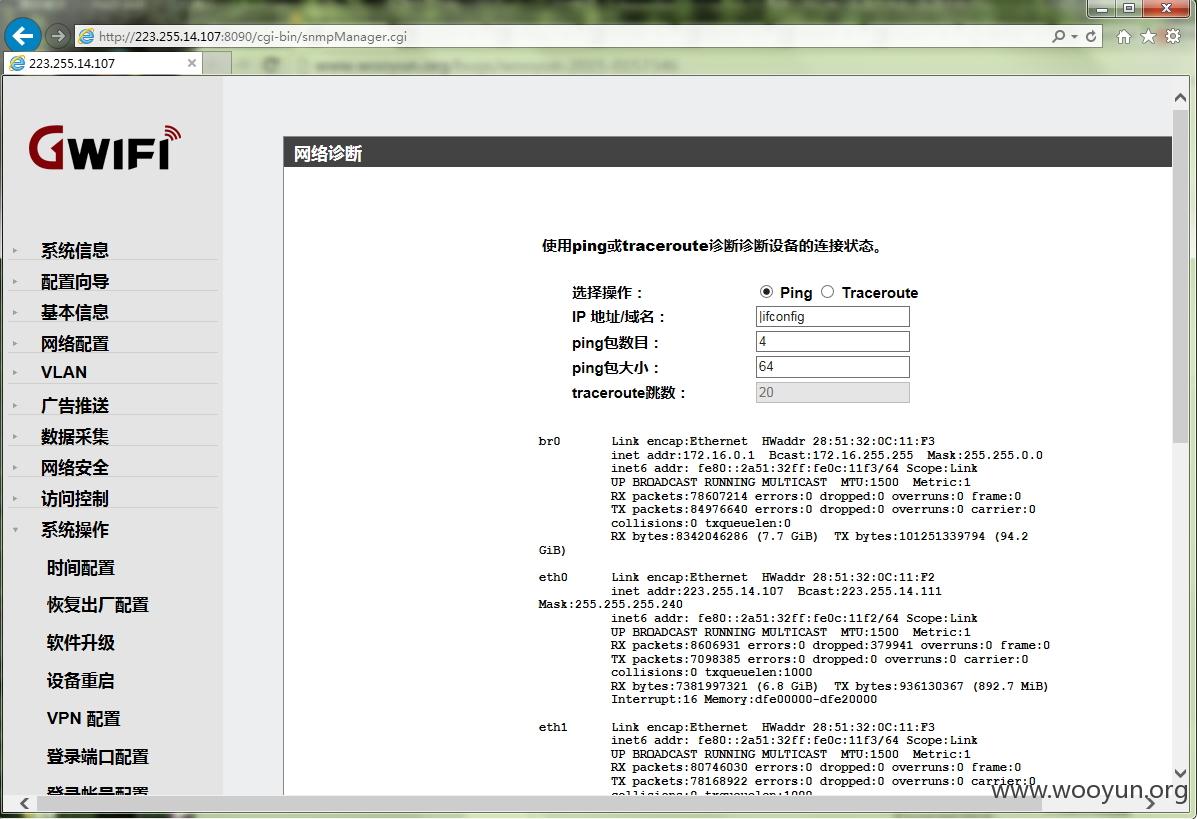 http://223.255.14.107:8090/cgi-bin/snmpManager.cgi
223.255.14.107
GWiFi
系统信息
配置向导
基本信息
网络配置
VLAN
广告推送
数据采集
网络安全
访问控制
系统操作
时间配置
恢复出厂配置
软件升级
设备重启
VPN 配置
登录端口配置
登录帐号配置
网络诊断
使用ping或traceroute诊断诊断设备的连接状态。
选择操作： Ping Traceroute
IP 地址/域名： |ifconfig
ping包数目： 4
ping包大小： 64
traceroute跳数： 20
br0 Link encap:Ethernet HWaddr 28:51:32:0C:11:F3
inet addr:172.16.0.1 Bcast:172.16.255.255 Mask:255.255.0.0
inet6 addr: fe80::2a51:32ff:fe0c:11f3/64 Scope:Link
UP BROADCAST RUNNING MULTICAST MTU:1500 Metric:1
RX packets:78607214 errors:0 dropped:0 overruns:0 frame:0
TX packets:84976640 errors:0 dropped:0 overruns:0 carrier:0
collisions:0 txqueuelen:0
RX bytes:8342046286 (7.7 GiB) TX bytes:101251339794 (94.2
GiB)
eth0 Link encap:Ethernet HWaddr 28:51:32:0C:11:F2
inet addr:223.255.14.107 Bcast:223.255.14.111
Mask:255.255.255.240
inet6 addr: fe80::2a51:32ff:fe0c:11f2/64 Scope:Link
UP BROADCAST RUNNING MULTICAST MTU:1500 Metric:1
RX packets:8606931 errors:0 dropped:379941 overruns:0 frame:0
TX packets:7098385 errors:0 dropped:0 overruns:0 carrier:0
collisions:0 txqueuelen:1000
RX bytes:7381997321 (6.8 GiB) TX bytes:936130367 (892.7 MiB)
Interrupt:16 Memory:dfe00000-dfe20000
eth1 Link encap:Ethernet HWaddr 28:51:32:0C:11:F3
inet6 addr: fe80::2a51:32ff:fe0c:11f3/64 Scope:Link
UP BROADCAST RUNNING MULTICAST MTU:1500 Metric:1
RX packets:80746030 errors:0 dropped:0 overruns:0 frame:0
TX packets:78168922 errors:0 dropped:0 overruns:0 carrier:0
collisions:0 txqueuelen:1000
www.wooyun.org